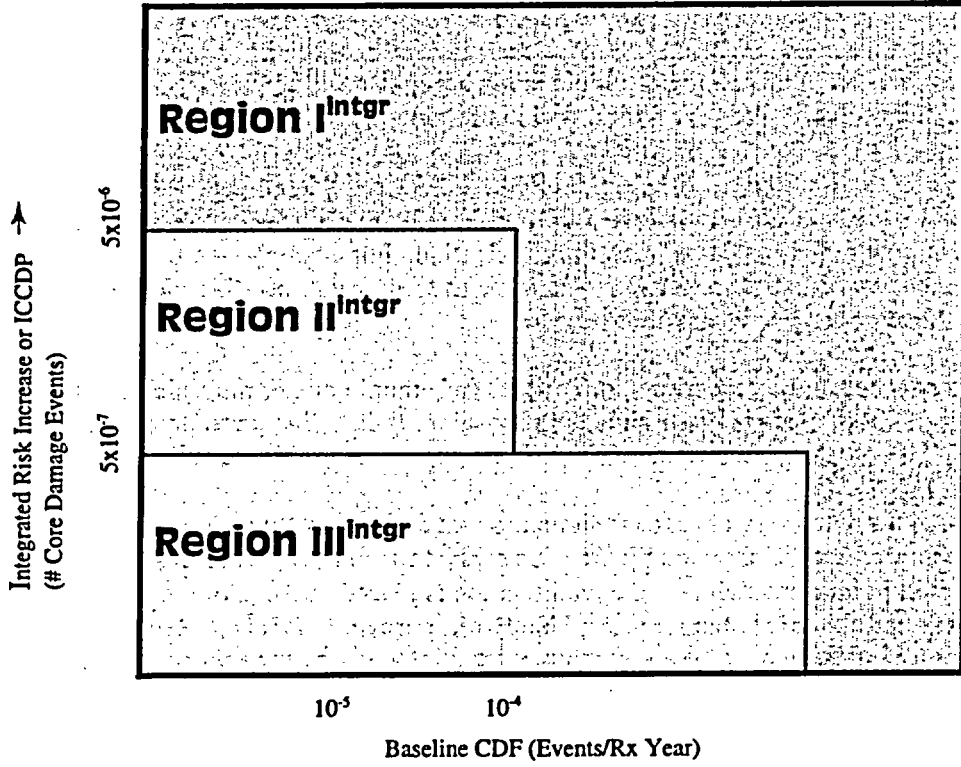 Region I^Intgr
5x10^-6
Region II^Intgr
Integrated Risk Increase or ICCDP →
(# Core Damage Events)
5x10^-7
Region III^Intgr
10^-5 10^-4
Baseline CDF (Events/Rx Year)